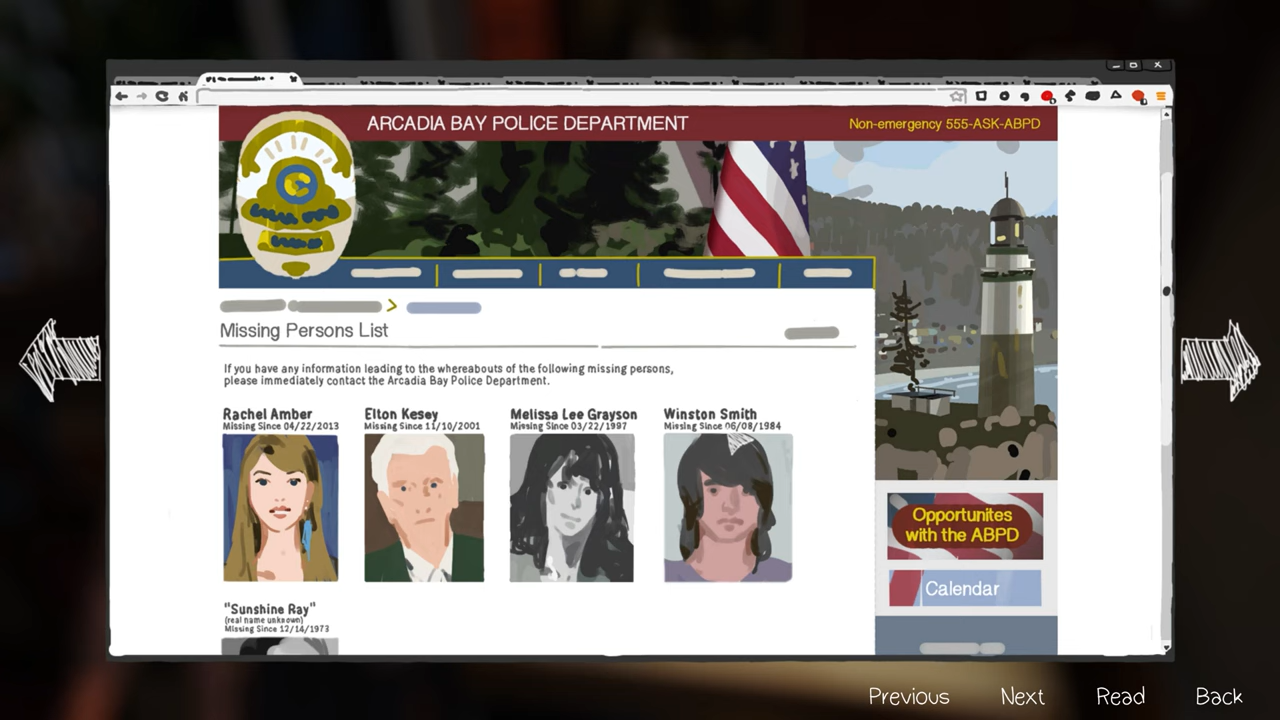 ARCADIA BAY POLICE DEPARTMENT
Non-emergency 555-ASK-ABPD
Missing Persons List
If you have any information leading to the whereabouts of the following missing persons,
please immediately contact the Arcadia Bay Police Department.
Rachel Amber
Missing Since 04/22/2013
Elton Kesey
Missing Since 11/10/2001
Melissa Lee Grayson
Missing Since 03/22/1997
Winston Smith
Missing Since 06/08/1984
"Sunshine Ray"
(real name unknown)
Missing Since 12/14/1973
Opportunites
with the ABPD
Calendar
Previous
Next
Read
Back